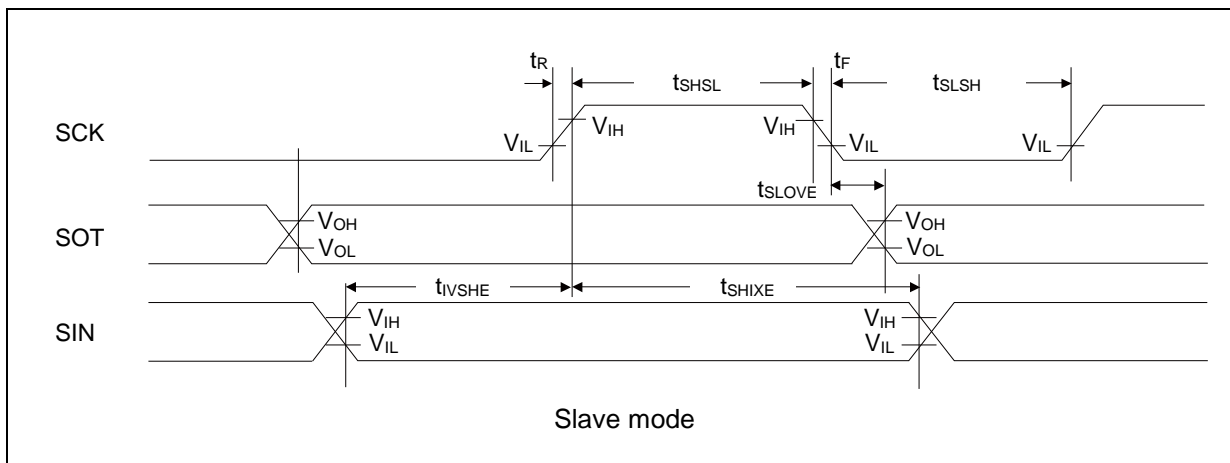 tR tSHSL tF tSLSH
SCK VIH VIH
VIL VIL VIL
tSLOVE
SOT VOH VOH
VOL VOL
tIVSHE tSHIXE
SIN VIH VIH
VIL VIL
Slave mode